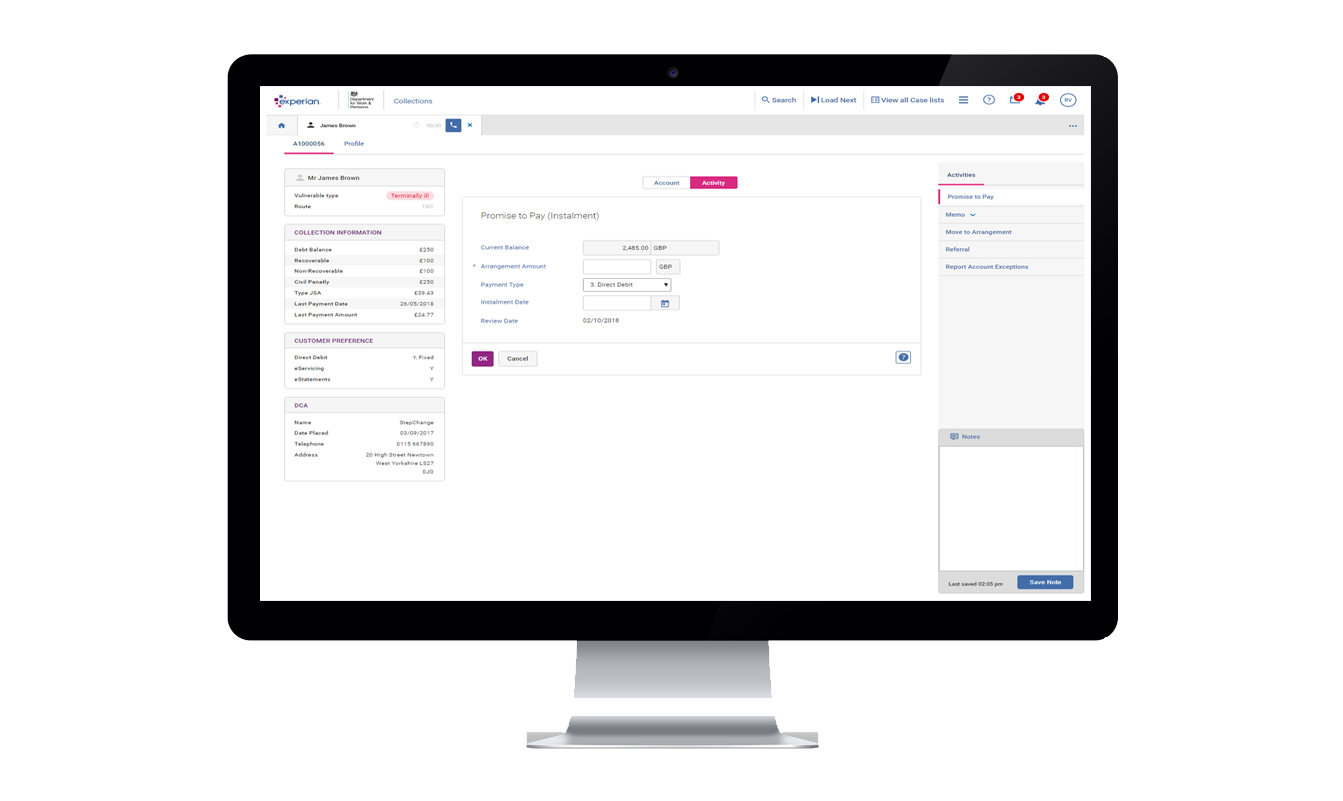 experian.
Department
for Work &
Pensions
Collections
Search
Load Next
View all Case lists
?
3
3
RV
James Brown
00:00
A1000056
Profile
Mr James Brown
Vulnerable type Terminally ill
Route TBC
COLLECTION INFORMATION
Debt Balance £250
Recoverable £100
Non-Recoverable £100
Civil Penatly £250
Type JSA £39.43
Last Payment Date 26/05/2018
Last Payment Amount £24.77
CUSTOMER PREFERENCE
Direct Debit Y, Fixed
eServicing Y
eStatements Y
DCA
Name StepChange
Date Placed 03/09/2017
Telephone 0115 667890
Address 20 High Street Newtown
West Yorkshire LS27
0JG
Account Activity
Promise to Pay (Instalment)
Current Balance 2,485.00 GBP
* Arrangement Amount GBP
Payment Type 3. Direct Debit
Instalment Date
Review Date 02/10/2018
OK Cancel ?
Activities
Promise to Pay
Memo
Move to Arrangement
Referral
Report Account Exceptions
Notes
Last saved 02:05 pm Save Note